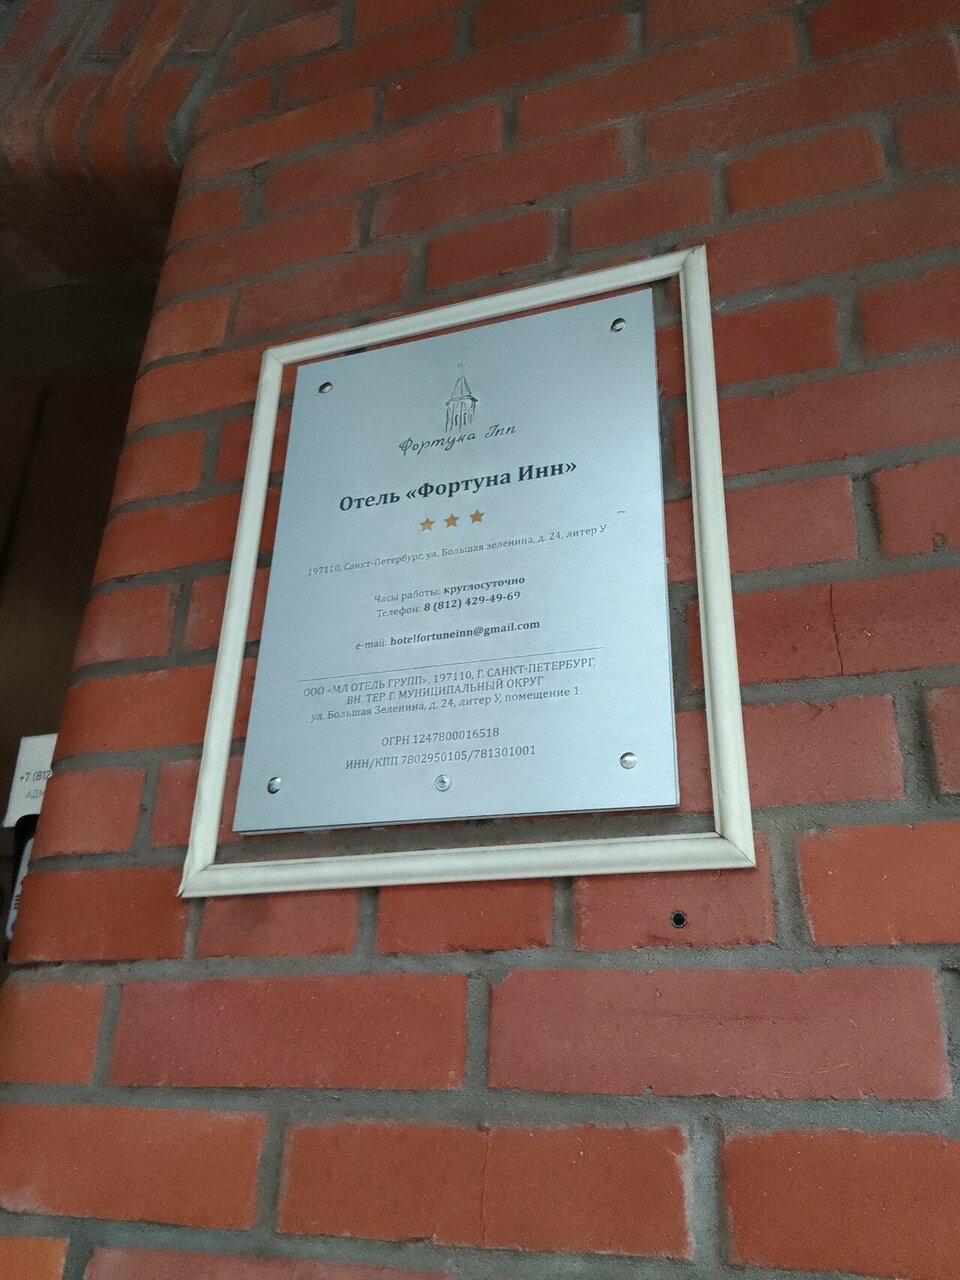 Фортуна Inn
Отель «Фортуна Инн»
197110, Санкт-Петербург, ул. Большая зеленина, д. 24, литер У
Часы работы: круглосуточно
Телефон: 8 (812) 429-49-69
e-mail: hotelfortuneinn@gmail.com
ООО «МЛ ОТЕЛЬ ГРУПП», 197110, Г. САНКТ-ПЕТЕРБУРГ,
ВН. ТЕР. Г. МУНИЦИПАЛЬНЫЙ ОКРУГ
ул. Большая Зеленина, д. 24, литер У, помещение 1.
ОГРН 1247800016518
ИНН/КПП 7802950105/781301001
+7 (812